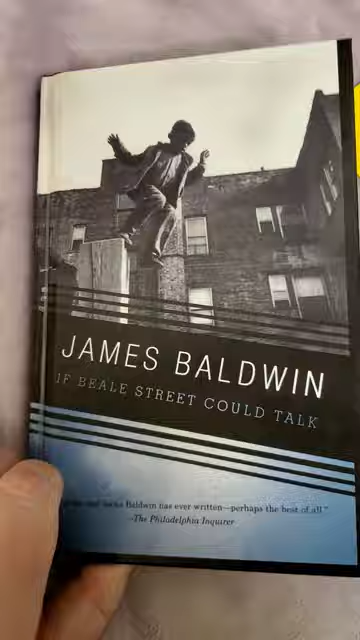 JAMES BALDWIN
IF BEALE STREET COULD TALK
Baldwin has ever written—perhaps the best of all."
–The Philadelphia Inquirer